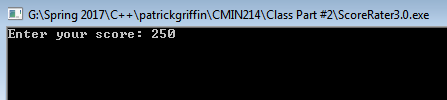 G:\Spring 2017\C++\patrickgriffin\CMIN214\Class Part #2\ScoreRater3.0.exe
Enter your score: 250